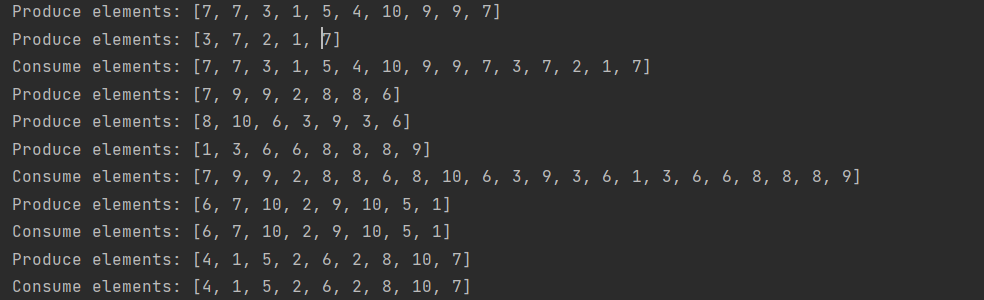 Produce elements: [7, 7, 3, 1, 5, 4, 10, 9, 9, 7]
Produce elements: [3, 7, 2, 1, 7]
Consume elements: [7, 7, 3, 1, 5, 4, 10, 9, 9, 7, 3, 7, 2, 1, 7]
Produce elements: [7, 9, 9, 2, 8, 8, 6]
Produce elements: [8, 10, 6, 3, 9, 3, 6]
Produce elements: [1, 3, 6, 6, 8, 8, 8, 9]
Consume elements: [7, 9, 9, 2, 8, 8, 6, 8, 10, 6, 3, 9, 3, 6, 1, 3, 6, 6, 8, 8, 8, 9]
Produce elements: [6, 7, 10, 2, 9, 10, 5, 1]
Consume elements: [6, 7, 10, 2, 9, 10, 5, 1]
Produce elements: [4, 1, 5, 2, 6, 2, 8, 10, 7]
Consume elements: [4, 1, 5, 2, 6, 2, 8, 10, 7]